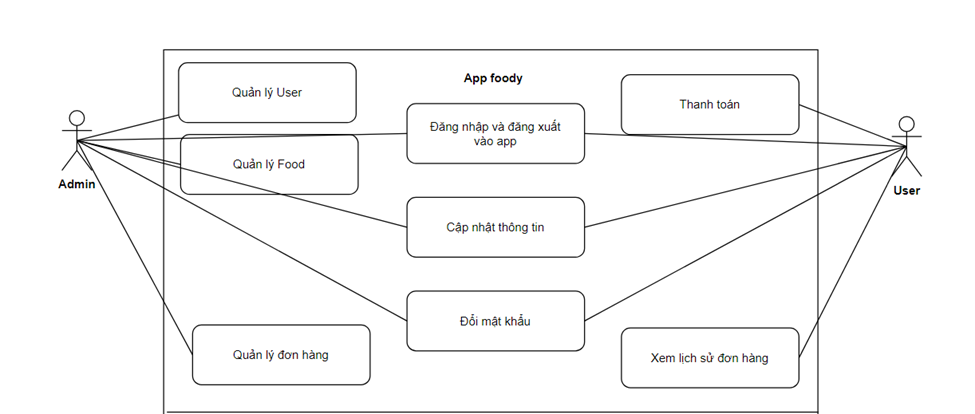 App foody
Quản lý User
Thanh toán
Đăng nhập và đăng xuất
vào app
Quản lý Food
Admin
User
Cập nhật thông tin
Đổi mật khẩu
Quản lý đơn hàng
Xem lịch sử đơn hàng